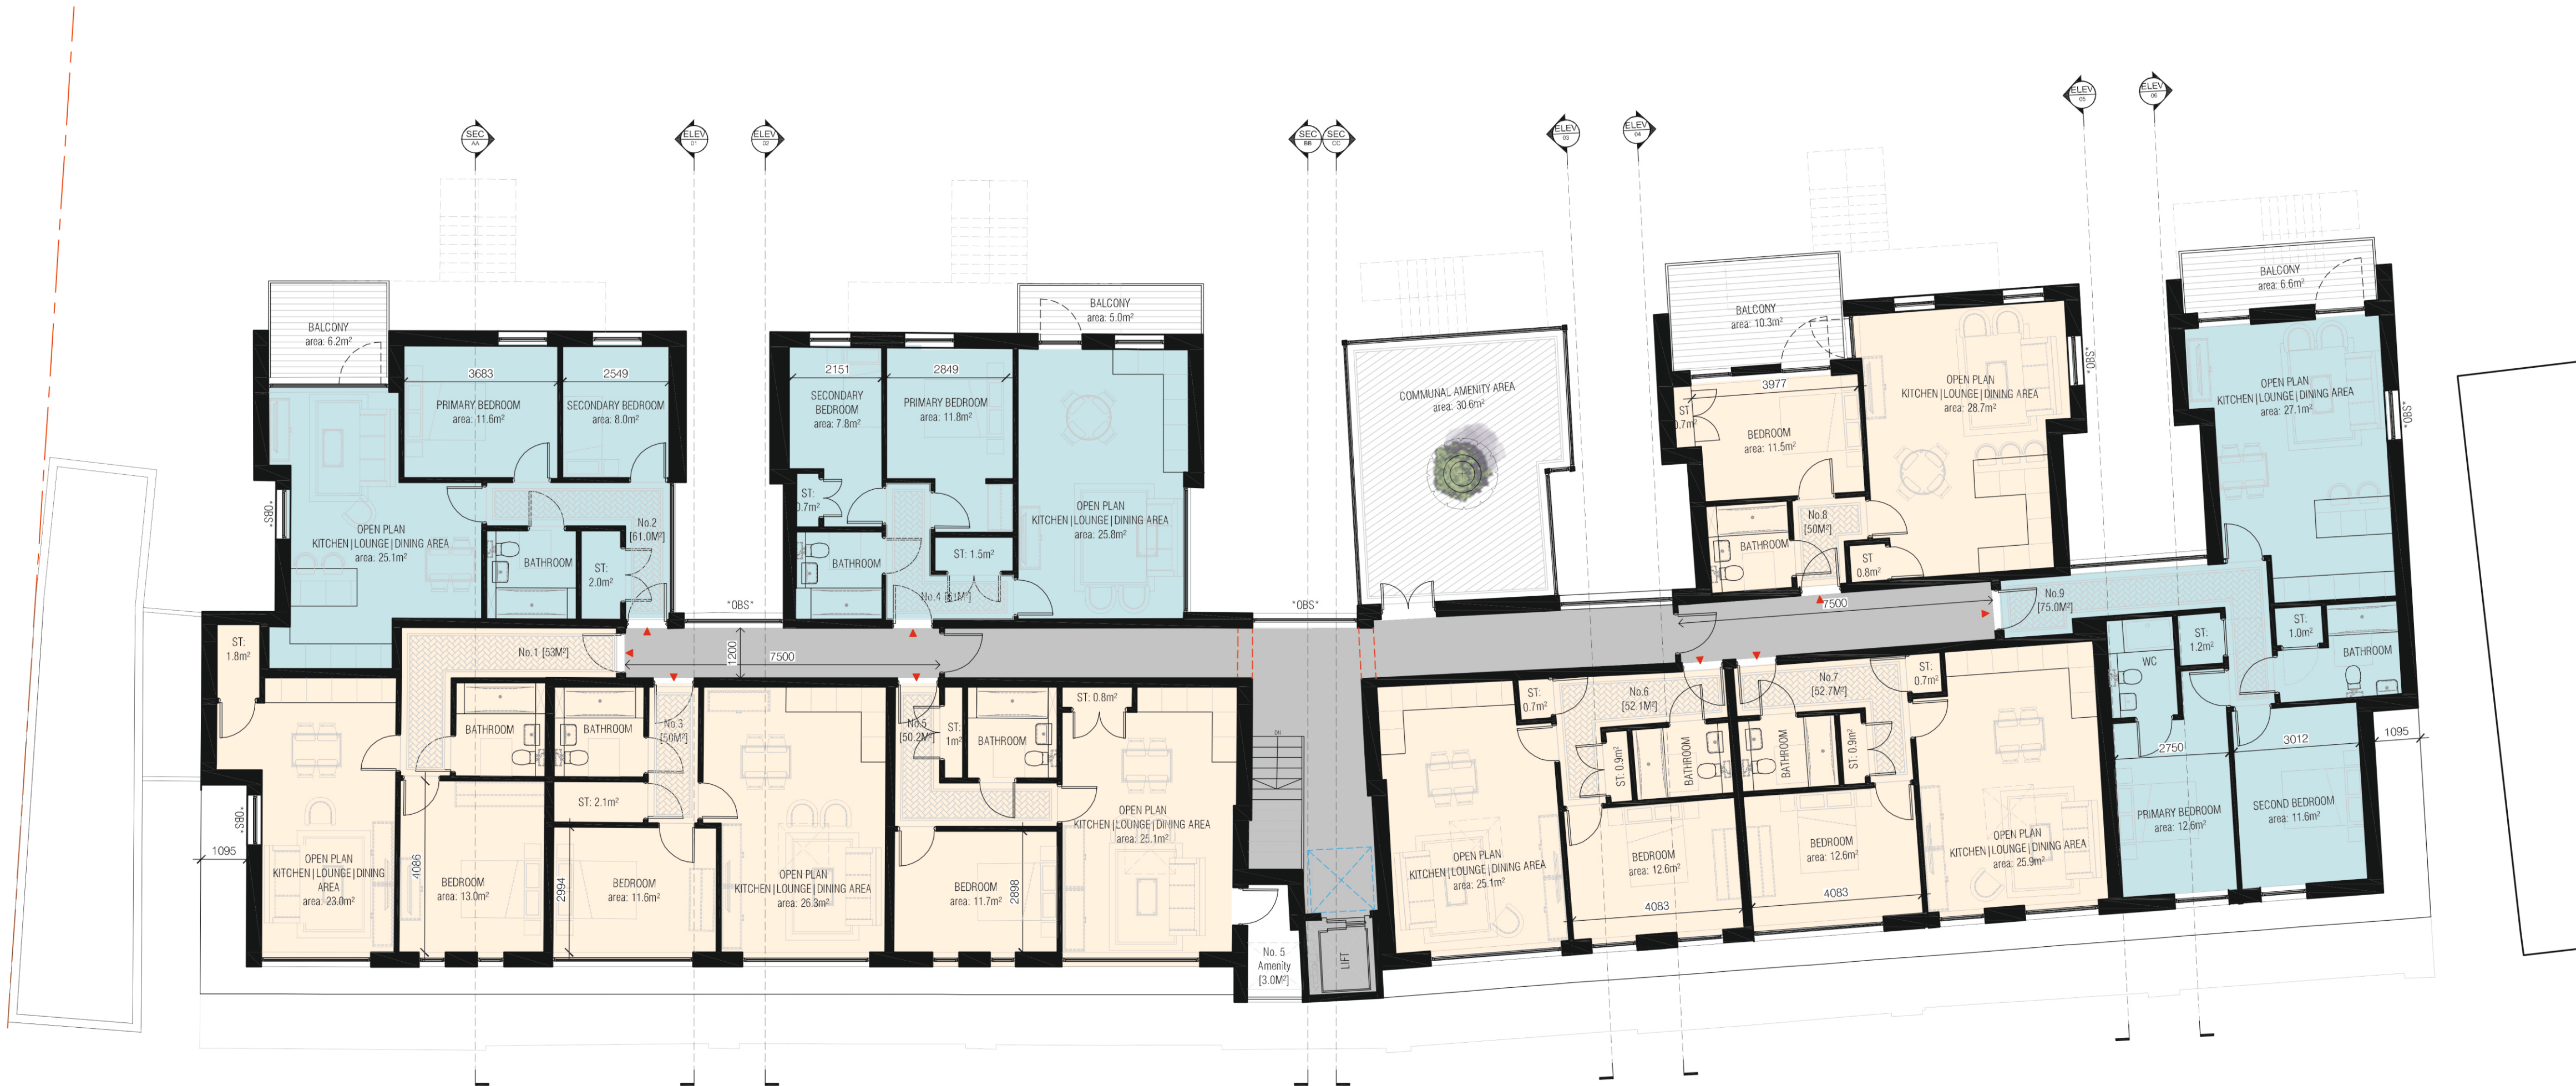 SEC
AA
ELEV
01
ELEV
02
SEC
BB
SEC
CC
ELEV
03
ELEV
04
ELEV
05
ELEV
06
BALCONY
area: 6.2m²
3683
PRIMARY BEDROOM
area: 11.6m²
2549
SECONDARY BEDROOM
area: 8.0m²
*OBS*
OPEN PLAN
KITCHEN|LOUNGE|DINING AREA
area: 25.1m²
BATHROOM
ST:
2.0m²
No.2
[61.0M²]
2151
SECONDARY
BEDROOM
area: 7.8m²
2849
PRIMARY BEDROOM
area: 11.8m²
BALCONY
area: 5.0m²
ST:
0.7m²
BATHROOM
ST: 1.5m²
No.4 [61M²]
OPEN PLAN
KITCHEN|LOUNGE|DINING AREA
area: 25.8m²
*OBS*
*OBS*
COMMUNAL AMENITY AREA
area: 30.6m²
BALCONY
area: 10.3m²
3977
ST
0.7m²
BEDROOM
area: 11.5m²
BATHROOM
No.8
[50M²]
ST
0.8m²
OPEN PLAN
KITCHEN|LOUNGE|DINING AREA
area: 28.7m²
*OBS*
BALCONY
area: 6.6m²
OPEN PLAN
KITCHEN|LOUNGE|DINING AREA
area: 27.1m²
*OBS*
No.9
[75.0M²]
ST:
1.2m²
ST:
1.0m²
WC
BATHROOM
2750
3012
1095
PRIMARY BEDROOM
area: 12.6m²
SECOND BEDROOM
area: 11.6m²
7500
1200
7500
ST:
1.8m²
No.1 [53M²]
BATHROOM
*OBS*
1095
OPEN PLAN
KITCHEN|LOUNGE|DINING
AREA
area: 23.0m²
4086
BEDROOM
area: 13.0m²
BATHROOM
No.3
[50M²]
ST: 2.1m²
2994
BEDROOM
area: 11.6m²
OPEN PLAN
KITCHEN|LOUNGE|DINING AREA
area: 26.3m²
No.5
[50.2M²]
ST:
1m²
BATHROOM
ST: 0.8m²
BEDROOM
area: 11.7m²
2898
OPEN PLAN
KITCHEN|LOUNGE|DINING AREA
area: 25.1m²
DN
No. 5
Amenity
[3.0M²]
LIFT
ST:
0.7m²
No.6
[52.1M²]
ST: 0.9m²
BATHROOM
OPEN PLAN
KITCHEN|LOUNGE|DINING AREA
area: 25.1m²
BEDROOM
area: 12.6m²
4083
No.7
[52.7M²]
ST:
0.7m²
BATHROOM
ST: 0.9m²
BEDROOM
area: 12.6m²
4083
OPEN PLAN
KITCHEN|LOUNGE|DINING AREA
area: 25.9m²